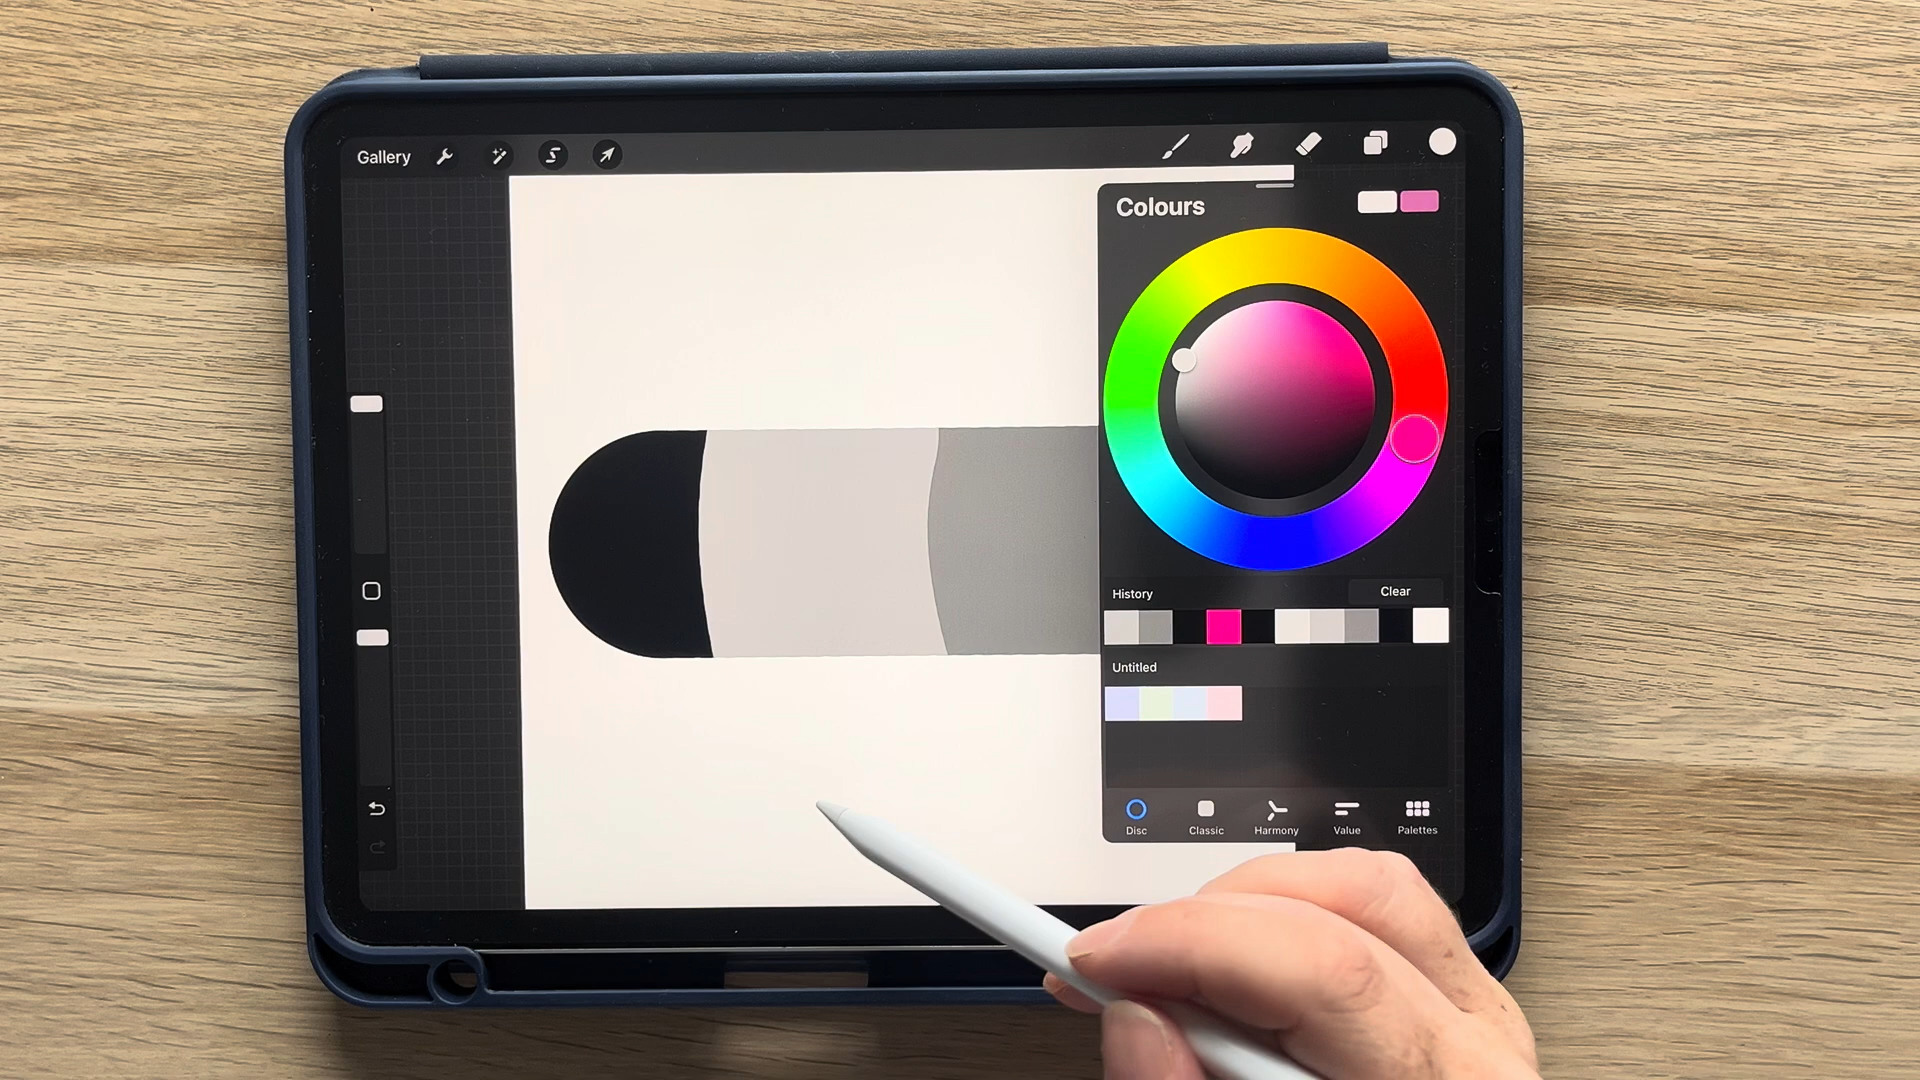 Gallery
Colours
History
Clear
Untitled
Disc
Classic
Harmony
Value
Palettes